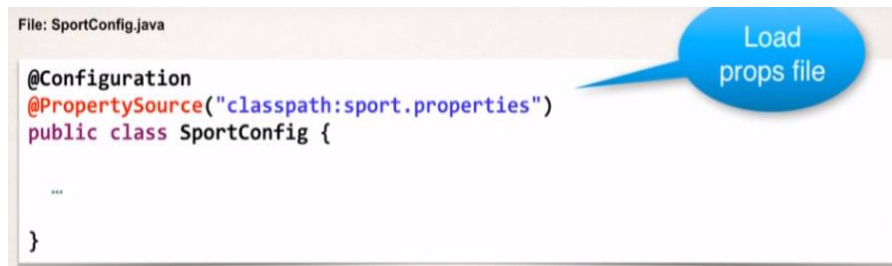 File: SportConfig.java
Load
props file
@Configuration
@PropertySource("classpath:sport.properties")
public class SportConfig {
...
}